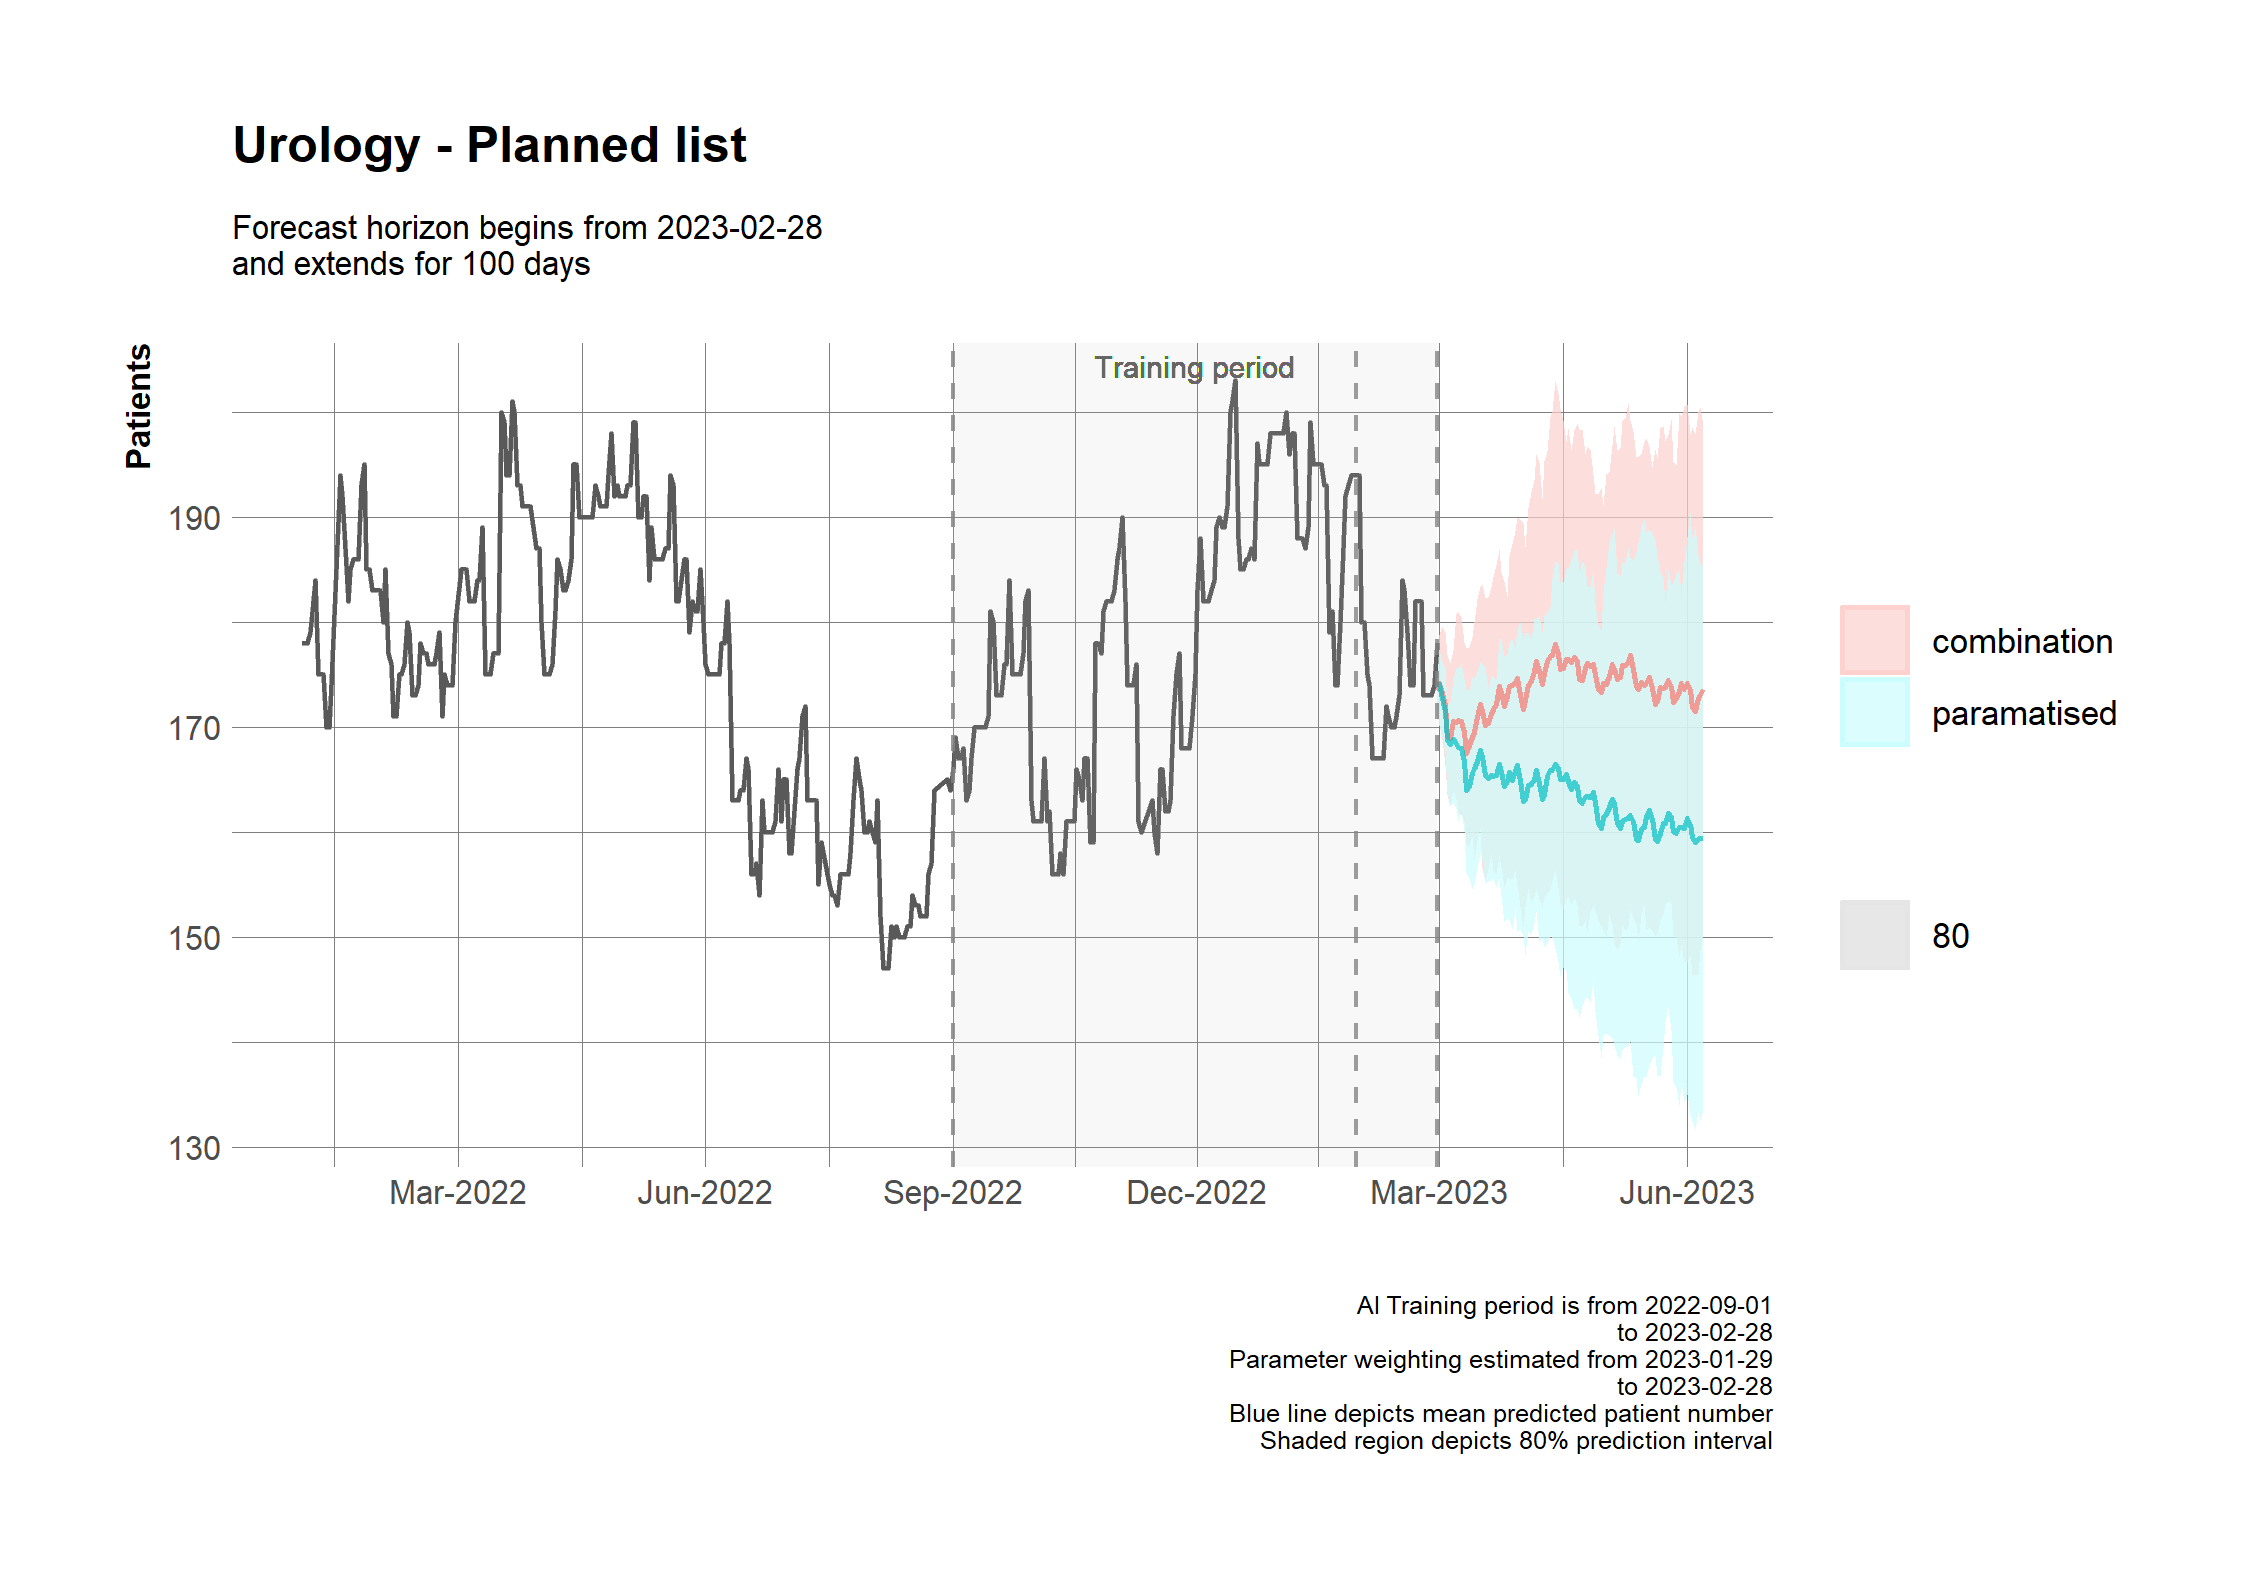 Urology - Planned list
Forecast horizon begins from 2023-02-28
and extends for 100 days
Patients
Training period
190
170
150
130
Mar-2022
Jun-2022
Sep-2022
Dec-2022
Mar-2023
Jun-2023
combination
paramatised
80
AI Training period is from 2022-09-01
to 2023-02-28
Parameter weighting estimated from 2023-01-29
to 2023-02-28
Blue line depicts mean predicted patient number
Shaded region depicts 80% prediction interval